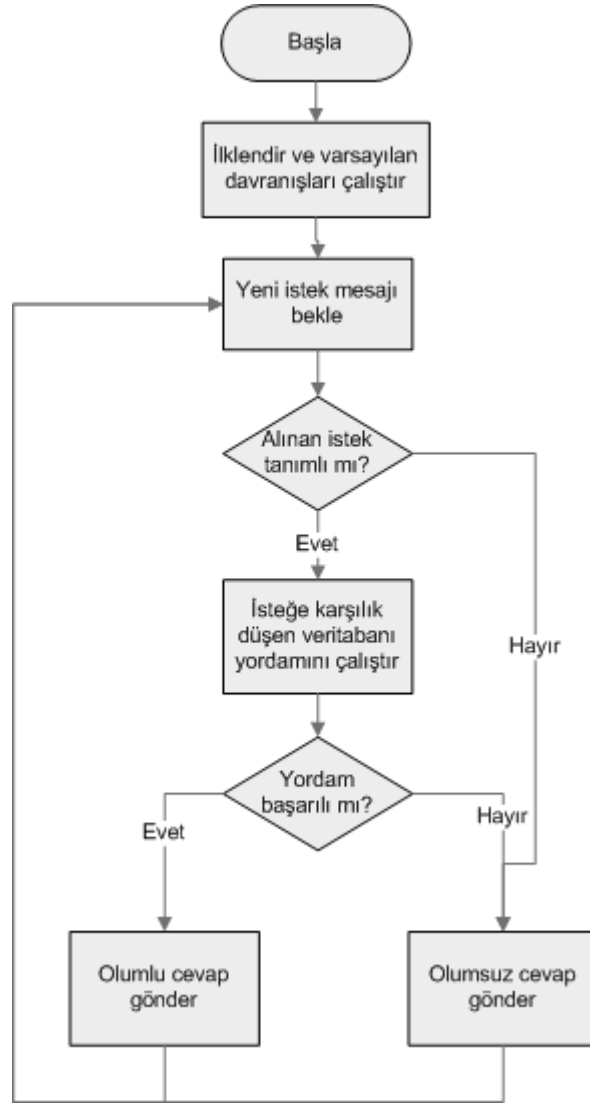 Başla
İlklendir ve varsayılan
davranışları çalıştır
Yeni istek mesajı
bekle
Alınan istek
tanımlı mı?
Evet
İsteğe karşılık
düşen veritabanı
yordamını çalıştır
Hayır
Yordam
başarılı mı?
Evet
Hayır
Olumlu cevap
gönder
Olumsuz cevap
gönder